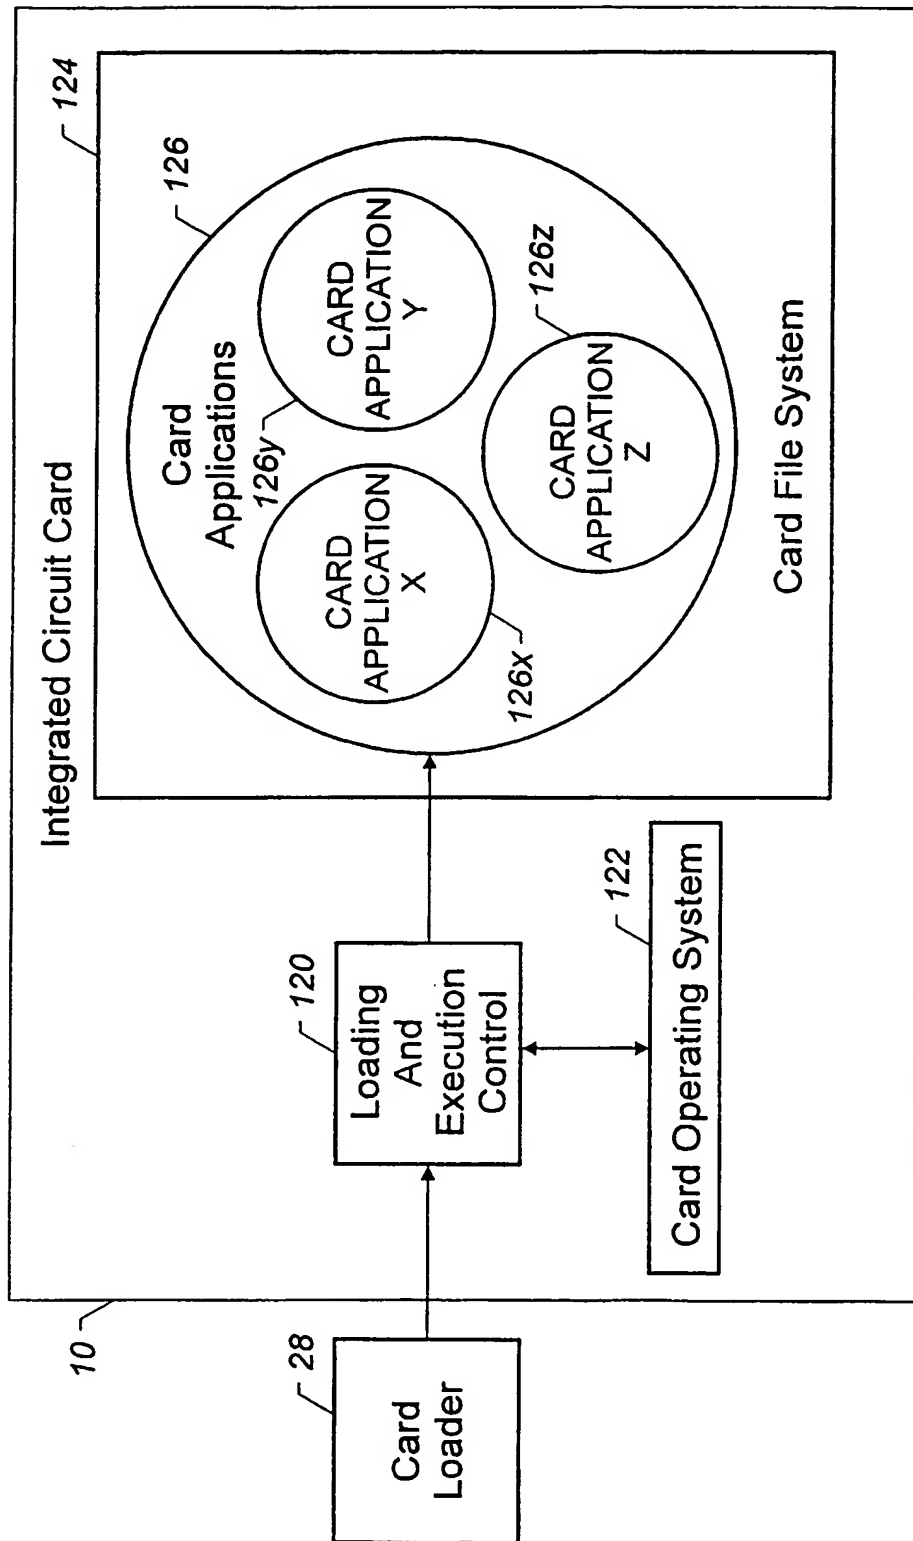 Integrated Circuit Card
10
124
126
Card
Applications
126y
CARD
APPLICATION
Y
CARD
APPLICATION
X
126x
CARD
APPLICATION
Z
126z
Card File System
120
Loading
And
Execution
Control
122
Card Operating System
28
Card
Loader